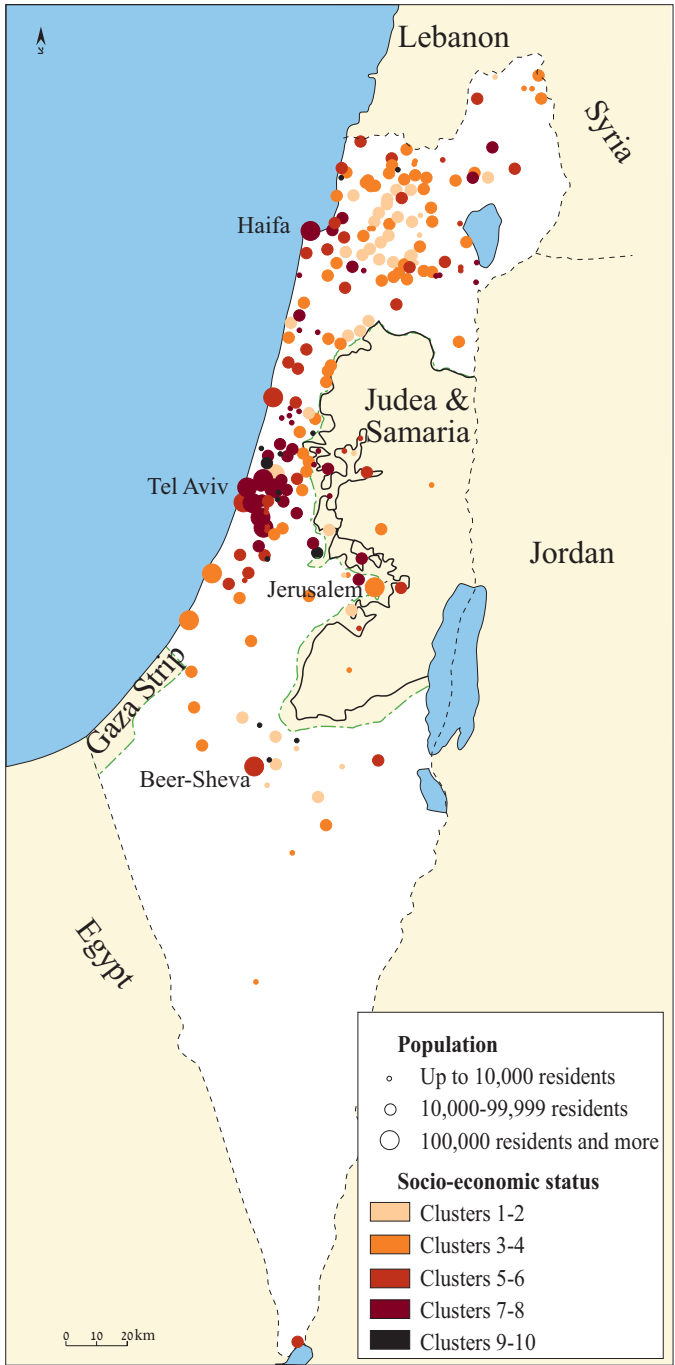 Lebanon
Syria
Haifa
Judea &
Samaria
Tel Aviv
Jordan
Jerusalem
Gaza Strip
Beer-Sheva
Egypt
Population
Up to 10,000 residents
10,000-99,999 residents
100,000 residents and more
Socio-economic status
Clusters 1-2
Clusters 3-4
Clusters 5-6
Clusters 7-8
Clusters 9-10
0 10 20 km